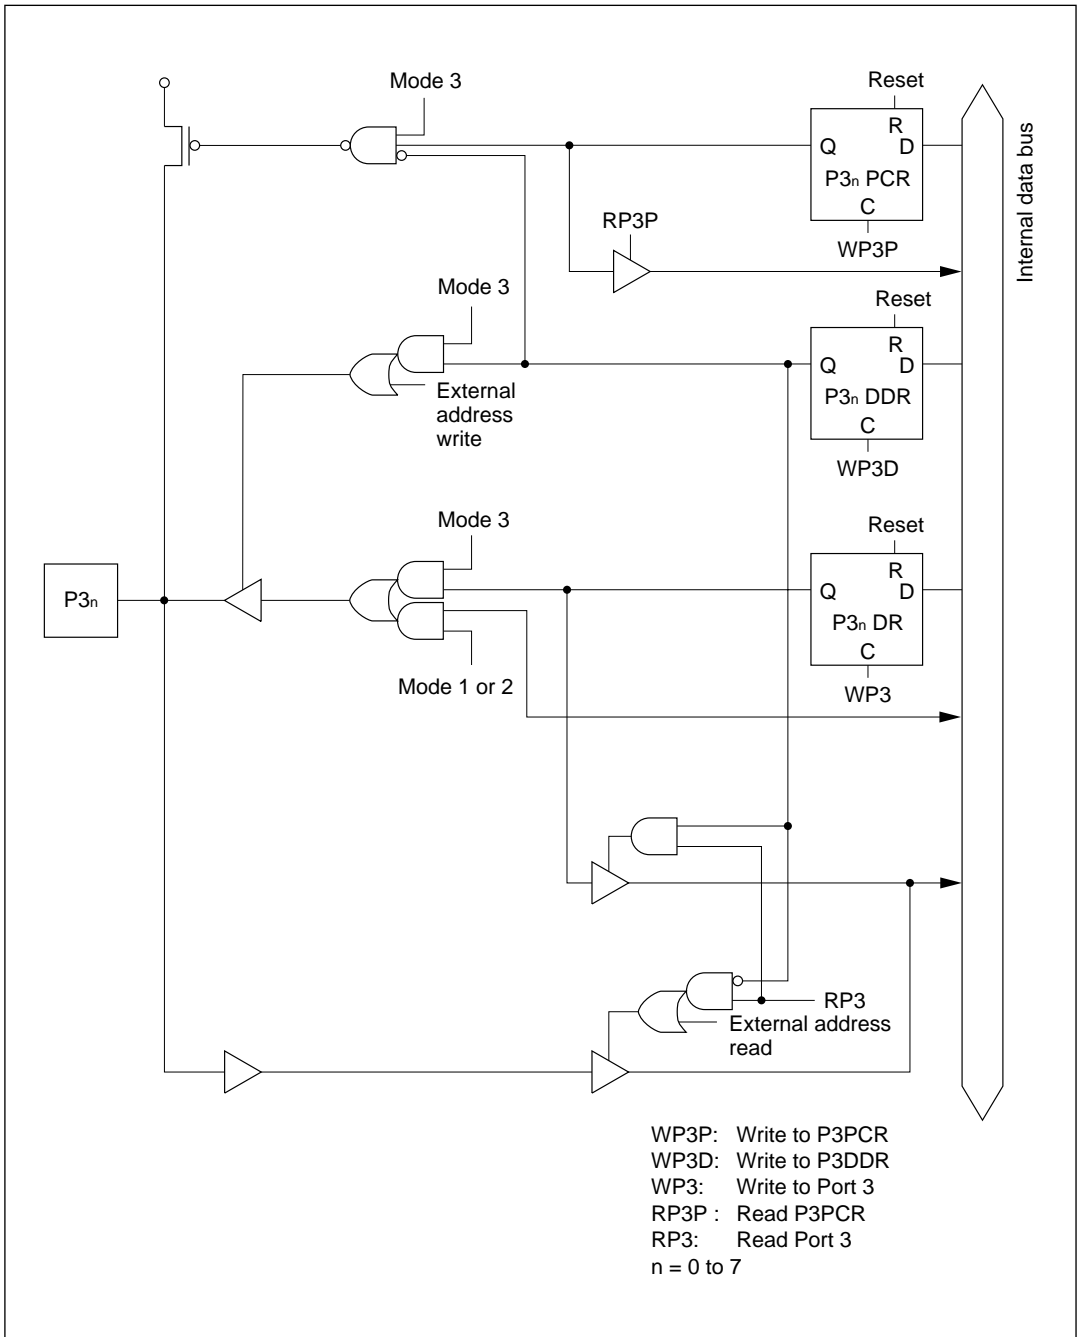 Mode 3
Reset
R
Q D
P3n PCR
C
WP3P
Internal data bus
RP3P
Mode 3
Reset
R
Q D
P3n DDR
C
WP3D
External
address
write
Mode 3
Reset
R
Q D
P3n DR
C
WP3
P3n
Mode 1 or 2
RP3
External address
read
WP3P: Write to P3PCR
WP3D: Write to P3DDR
WP3: Write to Port 3
RP3P : Read P3PCR
RP3: Read Port 3
n = 0 to 7